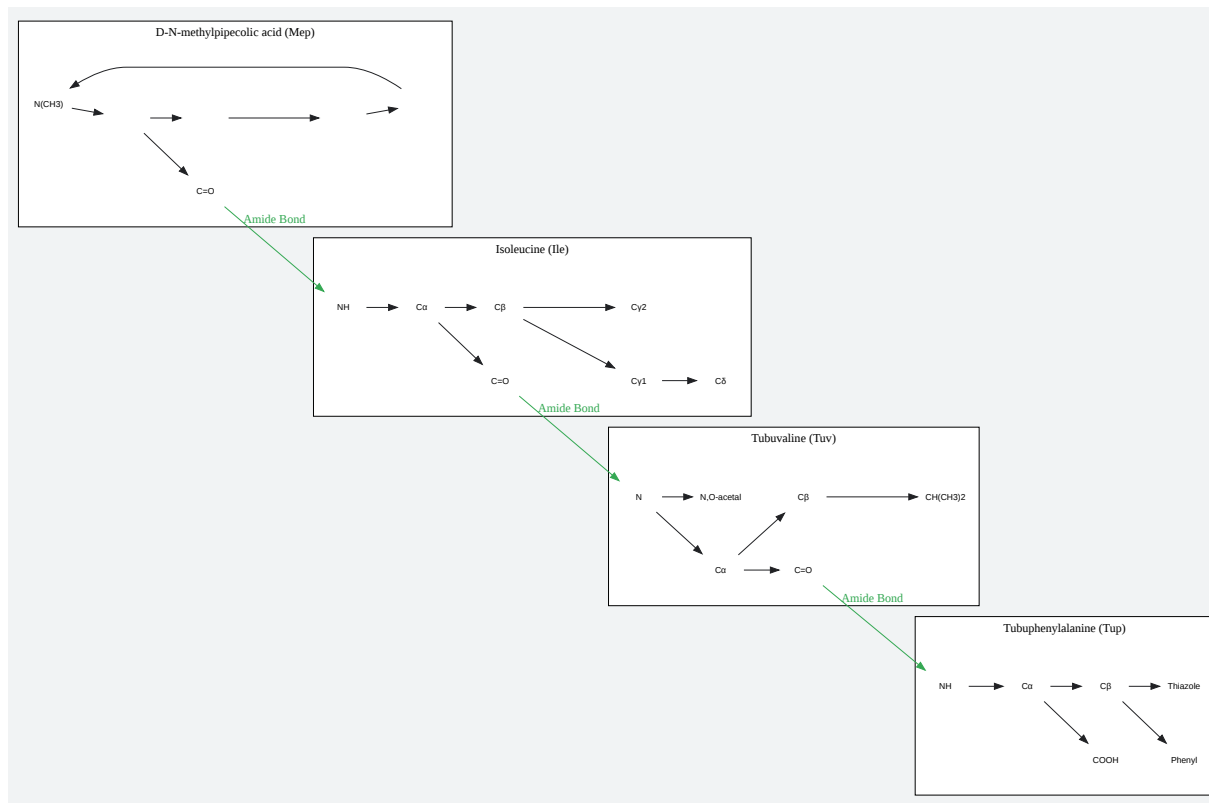 D-N-methylpipecolic acid (Mep)
N(CH3)
C=O
Amide Bond
Isoleucine (Ile)
NH
Cα
Cβ
Cγ2
C=O
Cγ1
Cδ
Amide Bond
Tubuvaline (Tuv)
N
N,O-acetal
Cβ
CH(CH3)2
Cα
C=O
Amide Bond
Tubuphenylalanine (Tup)
NH
Cα
Cβ
Thiazole
COOH
Phenyl